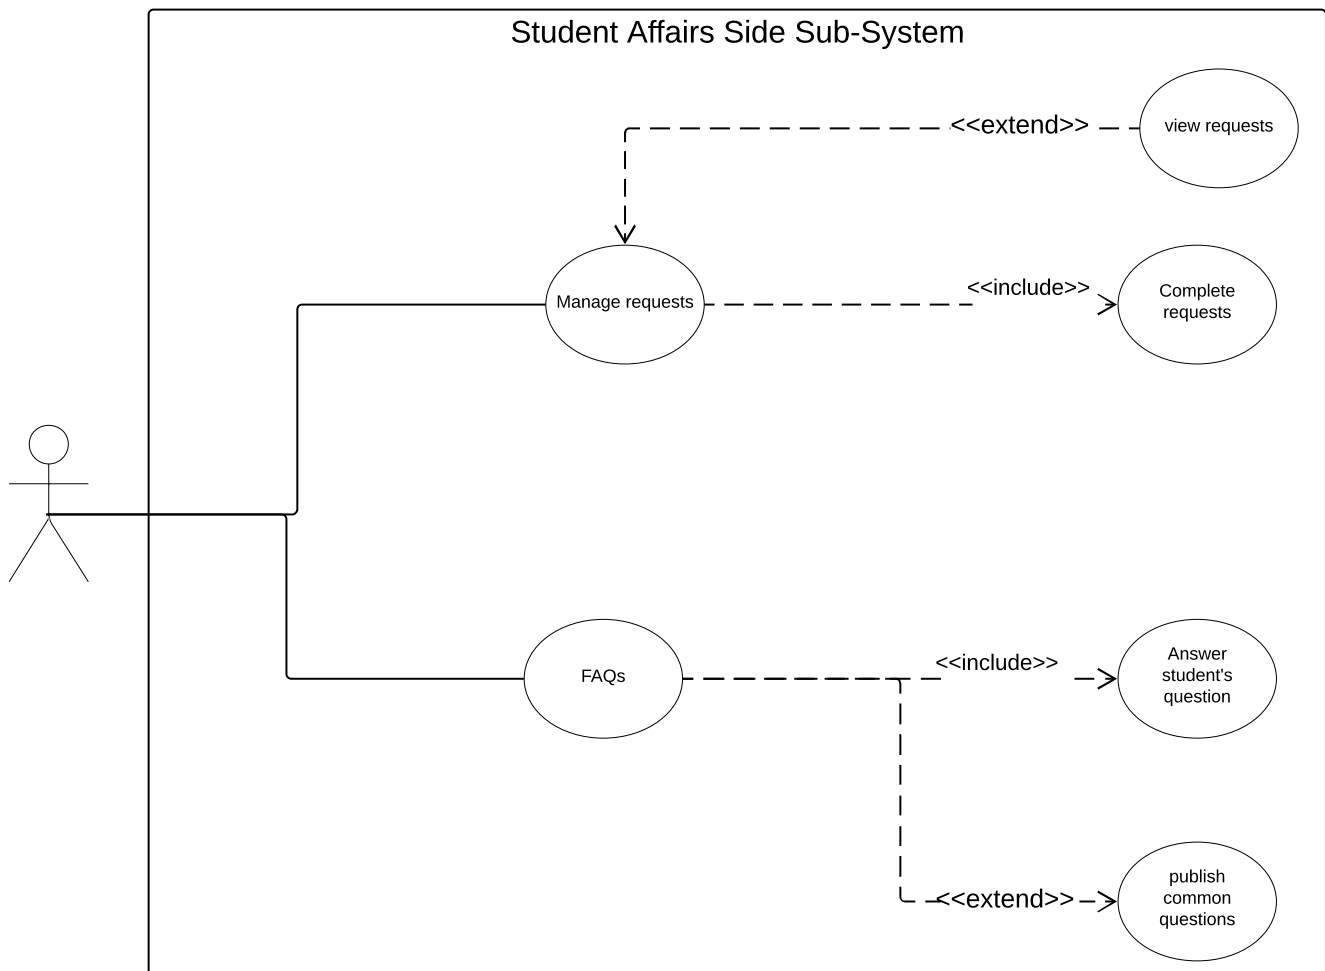 Student Affairs Side Sub-System
<<extend>>
view requests
Manage requests
<<include>>
Complete
requests
FAQs
<<include>>
Answer
student's
question
<<extend>>
publish
common
questions